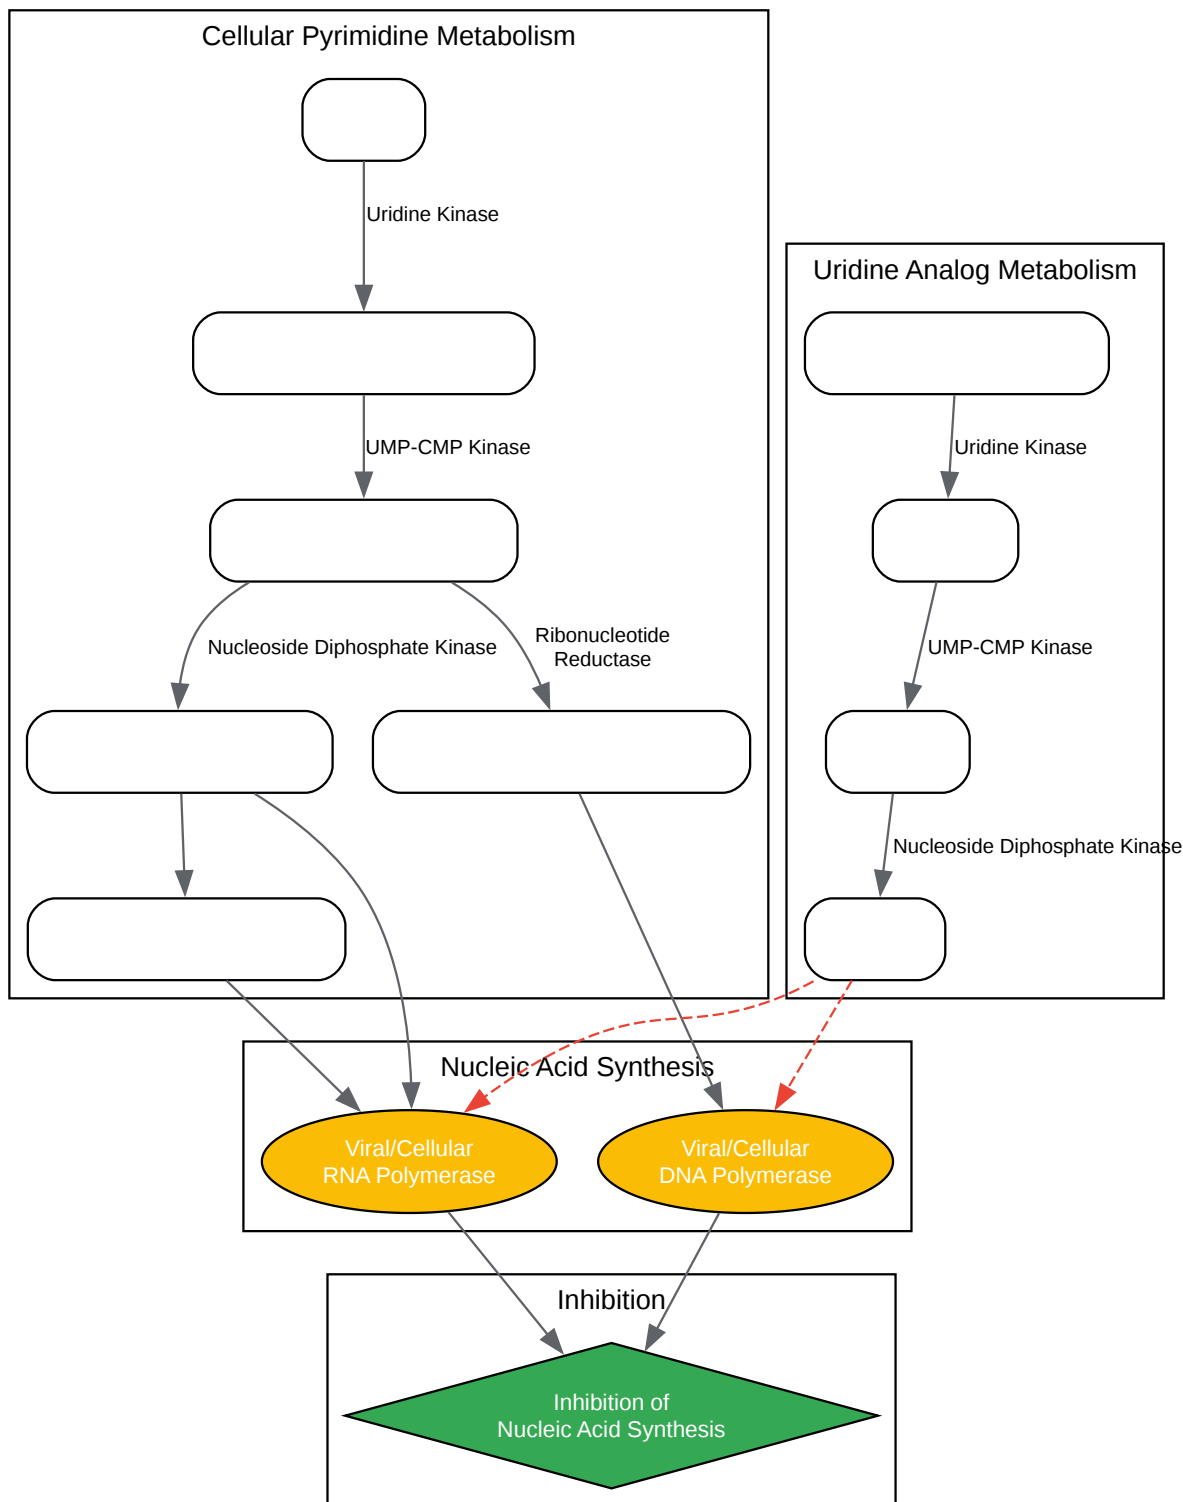 Cellular Pyrimidine Metabolism
Uridine Kinase
UMP-CMP Kinase
Nucleoside Diphosphate Kinase
Ribonucleotide
Reductase
Uridine Analog Metabolism
Uridine Kinase
UMP-CMP Kinase
Nucleoside Diphosphate Kinase
Nucleic Acid Synthesis
Viral/Cellular
RNA Polymerase
Viral/Cellular
DNA Polymerase
Inhibition
Inhibition of
Nucleic Acid Synthesis